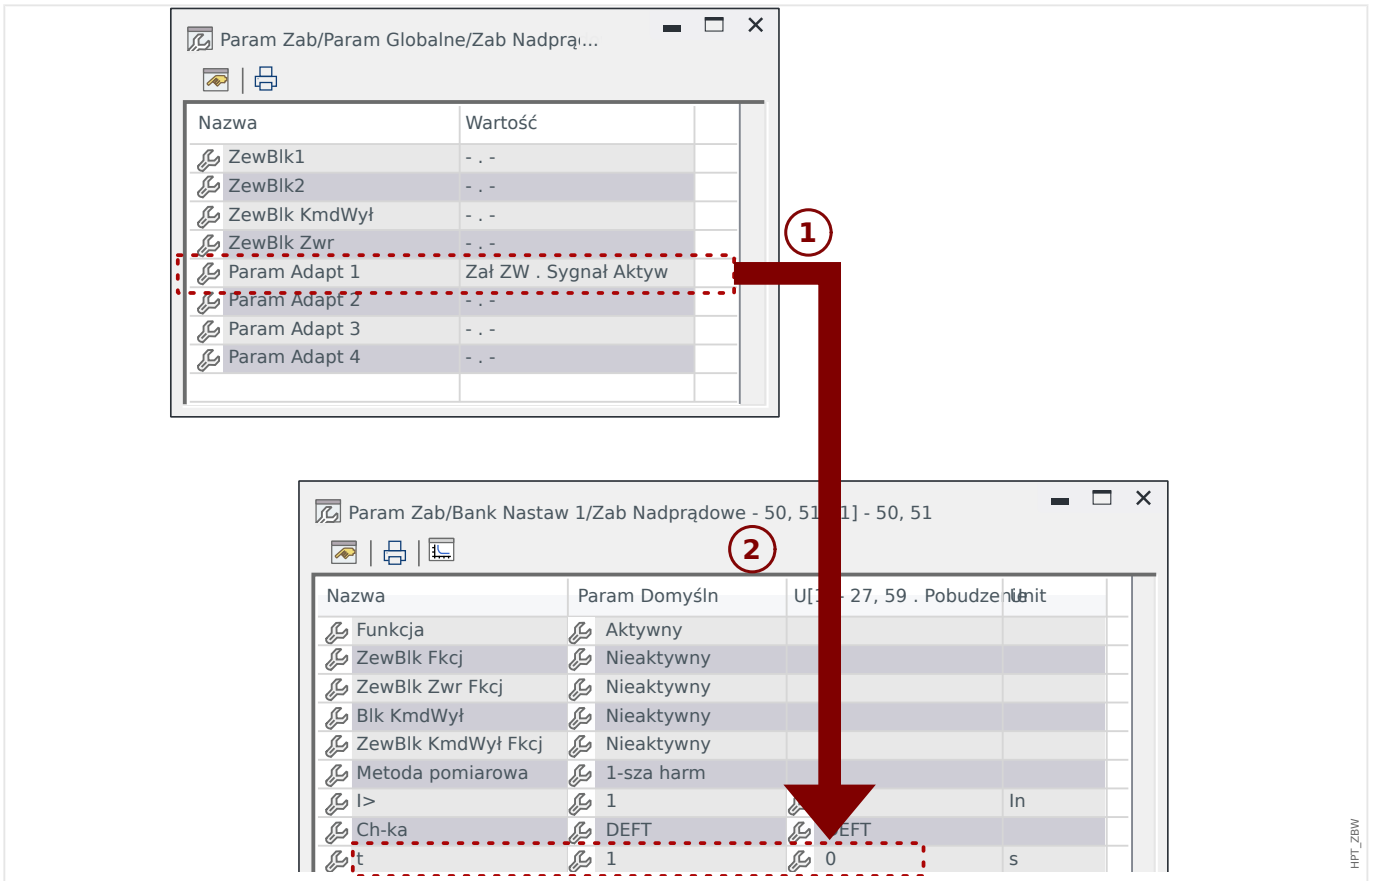 Param Zab/Param Globalne/Zab Nadprą...
Nazwa Wartość
ZewBlk1 - . -
ZewBlk2 - . -
ZewBlk KmdWył - . -
ZewBlk Zwr - . -
Param Adapt 1 Zał ZW . Sygnał Aktyw
Param Adapt 2 - . -
Param Adapt 3 - . -
Param Adapt 4 - . -
1
Param Zab/Bank Nastaw 1/Zab Nadprądowe - 50, 51 1] - 50, 51
2
Nazwa Param Domyśln U[1 - 27, 59 . Pobudzenie Unit
Funkcja Aktywny
ZewBlk Fkcj Nieaktywny
ZewBlk Zwr Fkcj Nieaktywny
Blk KmdWył Nieaktywny
ZewBlk KmdWył Fkcj Nieaktywny
Metoda pomiarowa 1-sza harm
I> 1 In
Ch-ka DEFT DEFT
t 1 0 s
HPT_ZBW